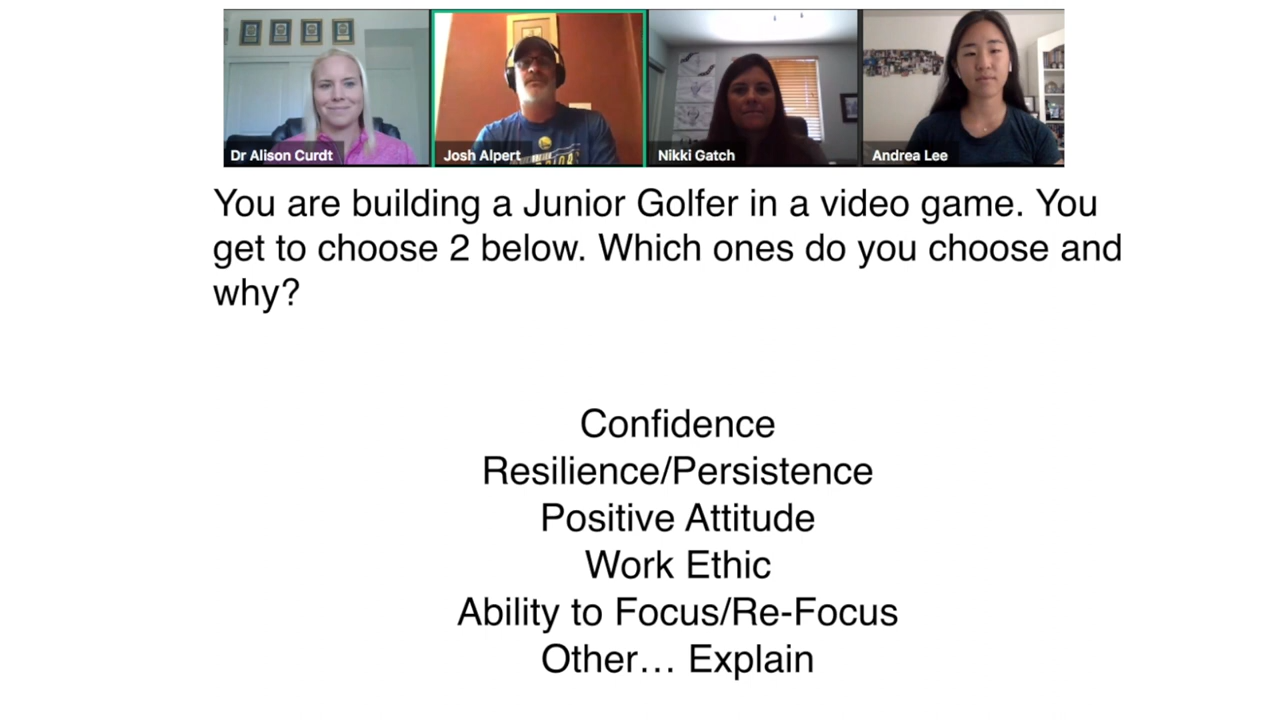 Dr Alison Curdt
Josh Alpert
Nikki Gatch
Andrea Lee
You are building a Junior Golfer in a video game. You
get to choose 2 below. Which ones do you choose and
why?
Confidence
Resilience/Persistence
Positive Attitude
Work Ethic
Ability to Focus/Re-Focus
Other… Explain